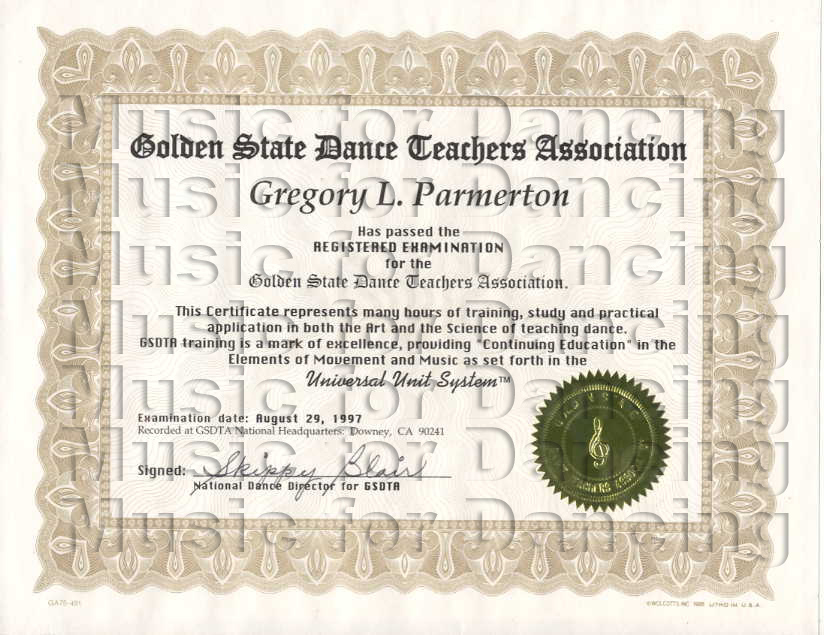 Golden State Dance Teachers Association
Gregory L. Parmerton
Has passed the
REGISTERED EXAMINATION
for the
Golden State Dance Teachers Association.
This Certificate represents many hours of training, study and practical
application in both the Art and the Science of teaching dance.
GSDTA training is a mark of excellence, providing "Continuing Education" in the
Elements of Movement and Music as set forth in the
Universal Unit System™
Examination date: August 29, 1997
Recorded at GSDTA National Headquarters: Downey, CA 90241
Signed: Skippy Blair
National Dance Director for GSDTA
Music for Dancing
Music for Dancing
Music for Dancing
Music for Dancing
Music for Dancing
Music for Dancing
Music for Dancing
LITHO IN U.S.A.